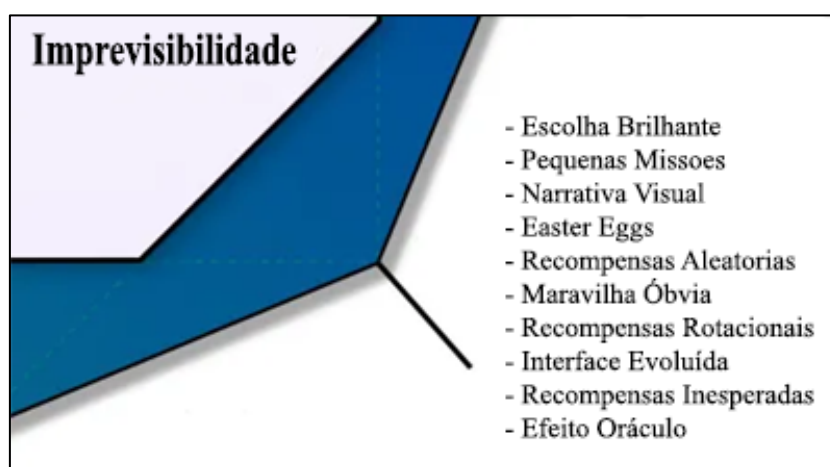 Imprevisibilidade
- Escolha Brilhante
- Pequenas Missoes
- Narrativa Visual
- Easter Eggs
- Recompensas Aleatorias
- Maravilha Óbvia
- Recompensas Rotacionais
- Interface Evoluída
- Recompensas Inesperadas
- Efeito Oráculo